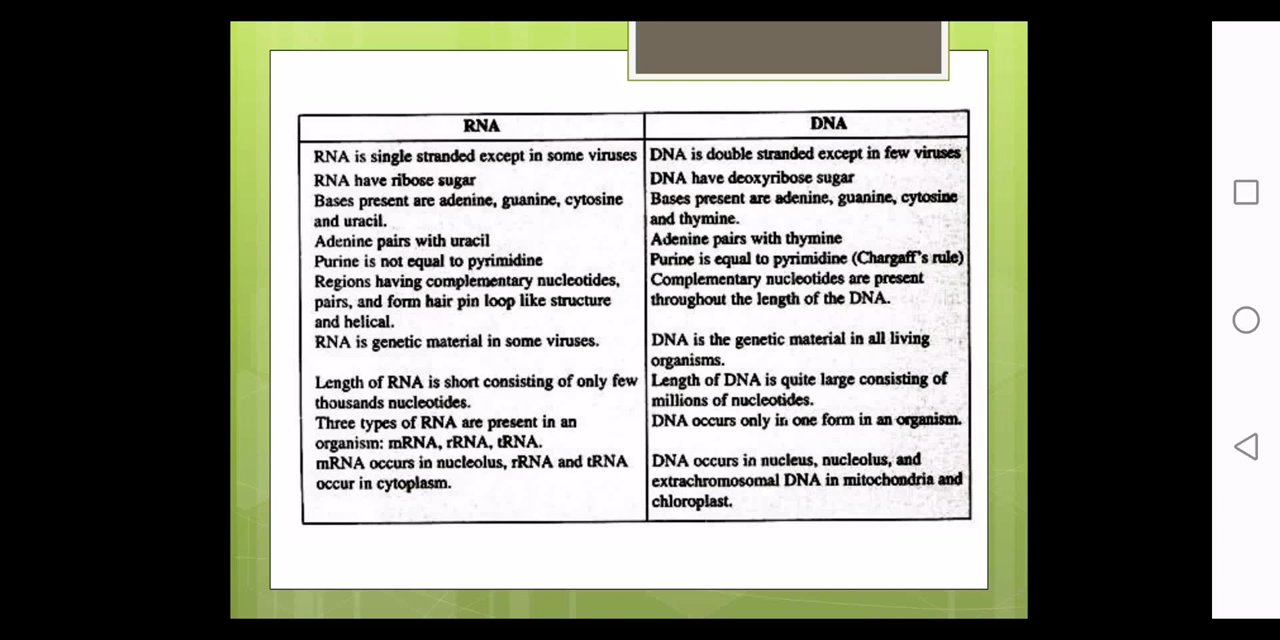 RNA
RNA is single stranded except in some viruses
RNA have ribose sugar
Bases present are adenine, guanine, cytosine
and uracil.
Adenine pairs with uracil
Purine is not equal to pyrimidine
Regions having complementary nucleotides,
pairs, and form hair pin loop like structure
and helical.
RNA is genetic material in some viruses.
Length of RNA is short consisting of only few
thousands nucleotides.
Three types of RNA are present in an
organism: mRNA, rRNA, tRNA.
mRNA occurs in nucleolus, rRNA and tRNA
occur in cytoplasm.
DNA
DNA is double stranded except in few viruses
DNA have deoxyribose sugar
Bases present are adenine, guanine, cytosine
and thymine.
Adenine pairs with thymine
Purine is equal to pyrimidine (Chargaff's rule)
Complementary nucleotides are present
throughout the length of the DNA.
DNA is the genetic material in all living
organisms.
Length of DNA is quite large consisting of
millions of nucleotides.
DNA occurs only in one form in an organism.
DNA occurs in nucleus, nucleolus, and
extrachromosomal DNA in mitochondria and
chloroplast.